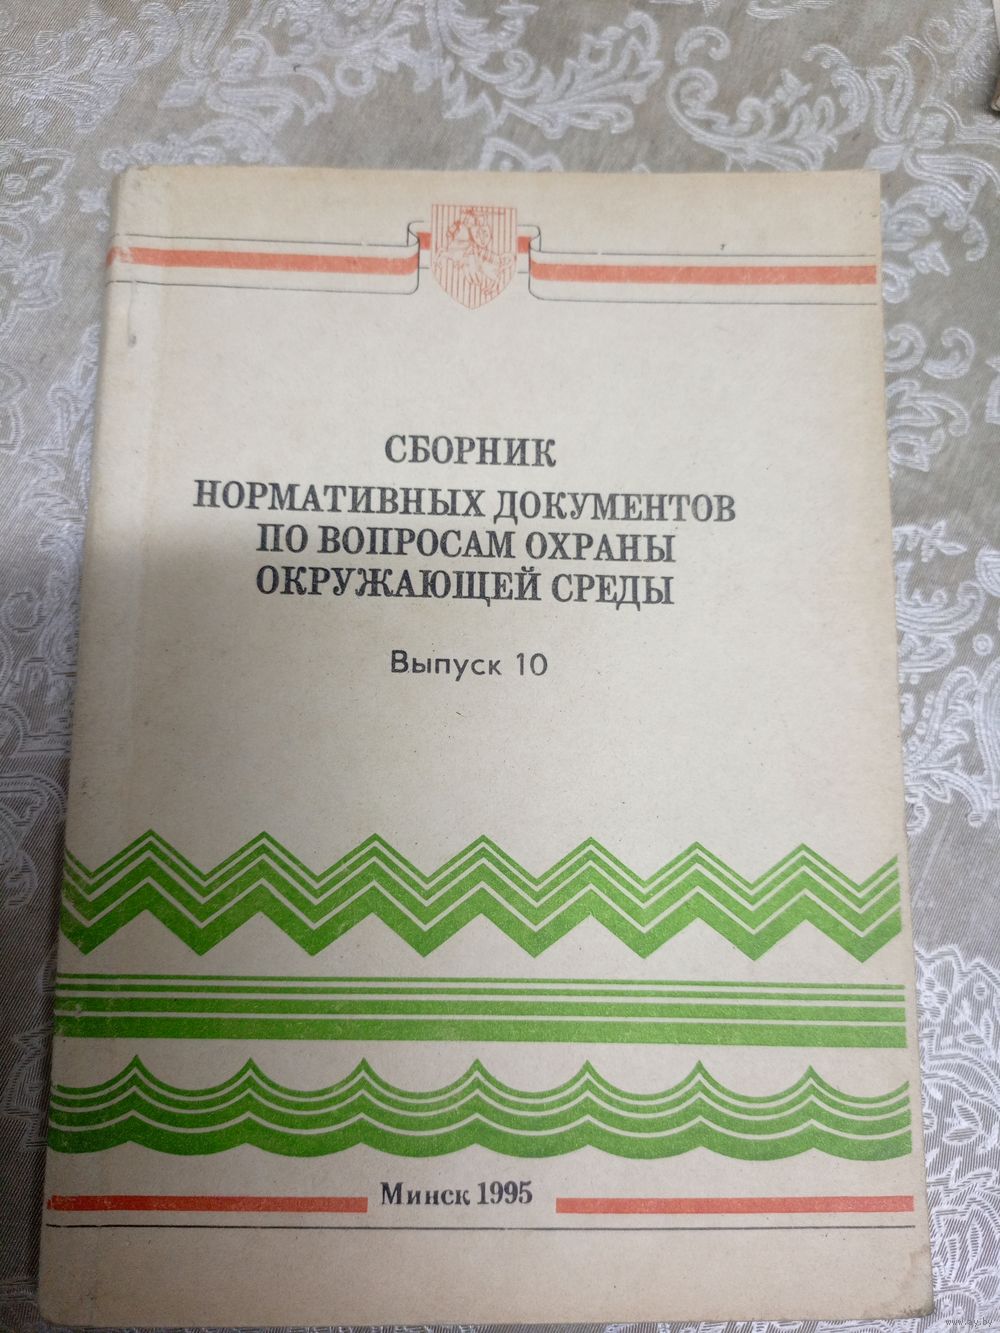 СБОРНИК
НОРМАТИВНЫХ ДОКУМЕНТОВ
ПО ВОПРОСАМ ОХРАНЫ
ОКРУЖАЮЩЕЙ СРЕДЫ
Выпуск 10
Минск 1995